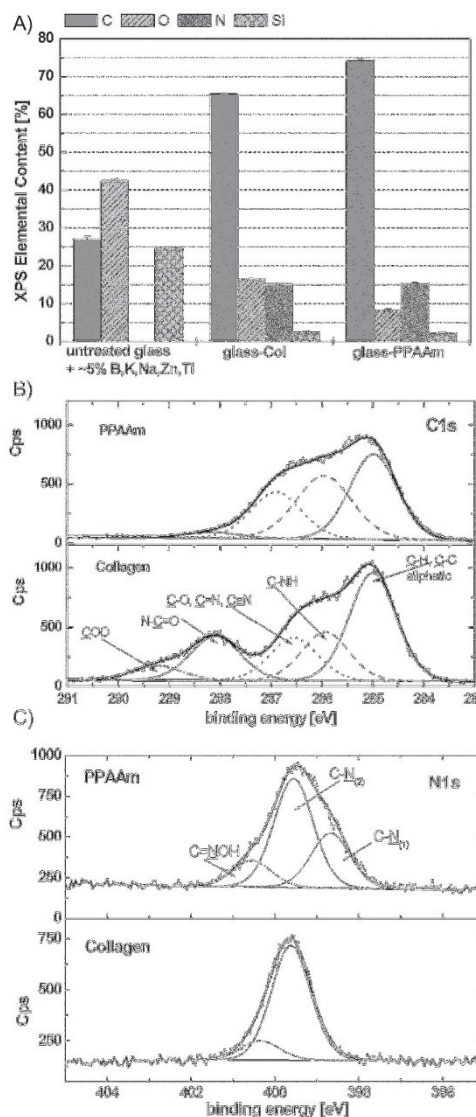 A)
C O N Si
XPS Elemental Content [%]
80
70
60
50
40
30
20
10
0
untreated glass glass-Col glass-PPAAm
+ ~5% B,K,Na,Zn,Ti
B)
Cps
1000
500
0
PPAAm
C1s
Cps
1000
500
0
Collagen
C-H, C-C
aliphatic
C-NH
C-O, C=N, C≡N
N-C=O
COO
291 290 289 288 287 286 285 284 283
binding energy [eV]
C)
Cps
1000
750
500
250
0
PPAAm
N1s
C-N(2)
C=NOH
C-N(1)
Cps
750
250
Collagen
404 402 400 398 396
binding energy [eV]